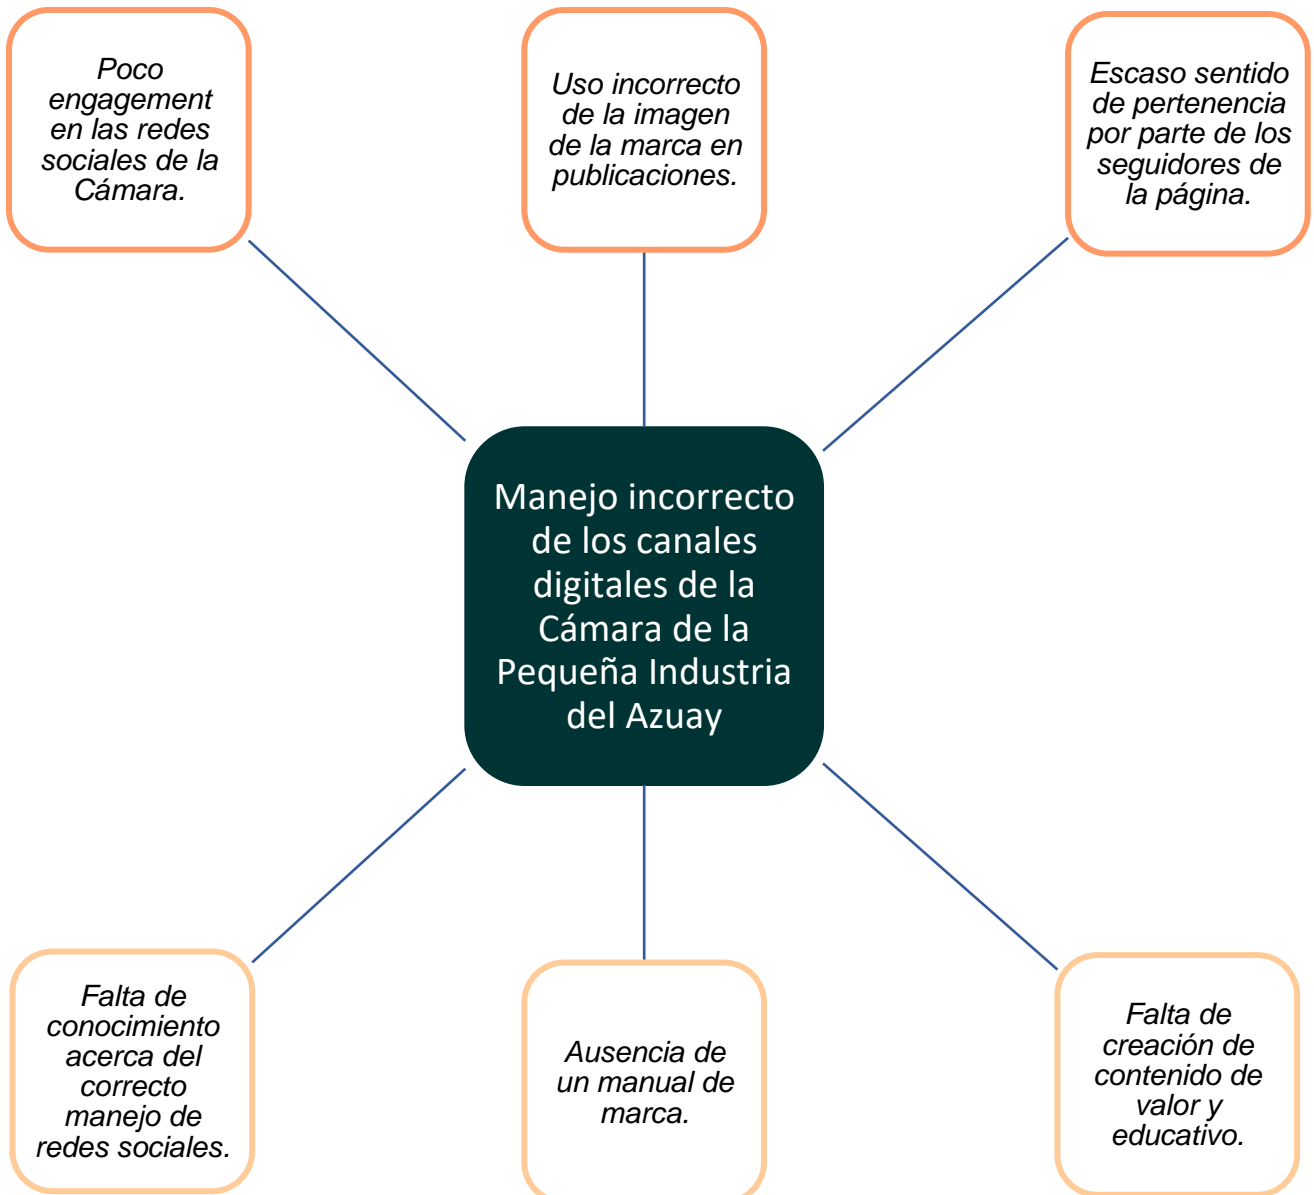 Poco
engagement
en las redes
sociales de la
Cámara.
Uso incorrecto
de la imagen
de la marca en
publicaciones.
Escaso sentido
de pertenencia
por parte de los
seguidores de
la página.
Manejo incorrecto
de los canales
digitales de la
Cámara de la
Pequeña Industria
del Azuay
Falta de
conocimiento
acerca del
correcto
manejo de
redes sociales.
Ausencia de
un manual de
marca.
Falta de
creación de
contenido de
valor y
educativo.